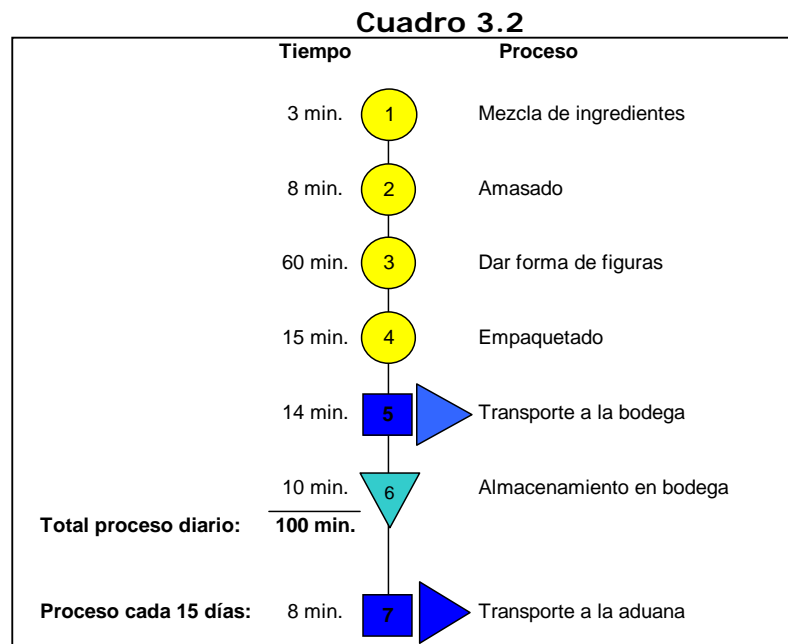 Cuadro 3.2
Tiempo Proceso
3 min. 1 Mezcla de ingredientes
8 min. 2 Amasado
60 min. 3 Dar forma de figuras
15 min. 4 Empaquetado
14 min. 5 Transporte a la bodega
10 min. 6 Almacenamiento en bodega
Total proceso diario: 100 min.
Proceso cada 15 días: 8 min. 7 Transporte a la aduana